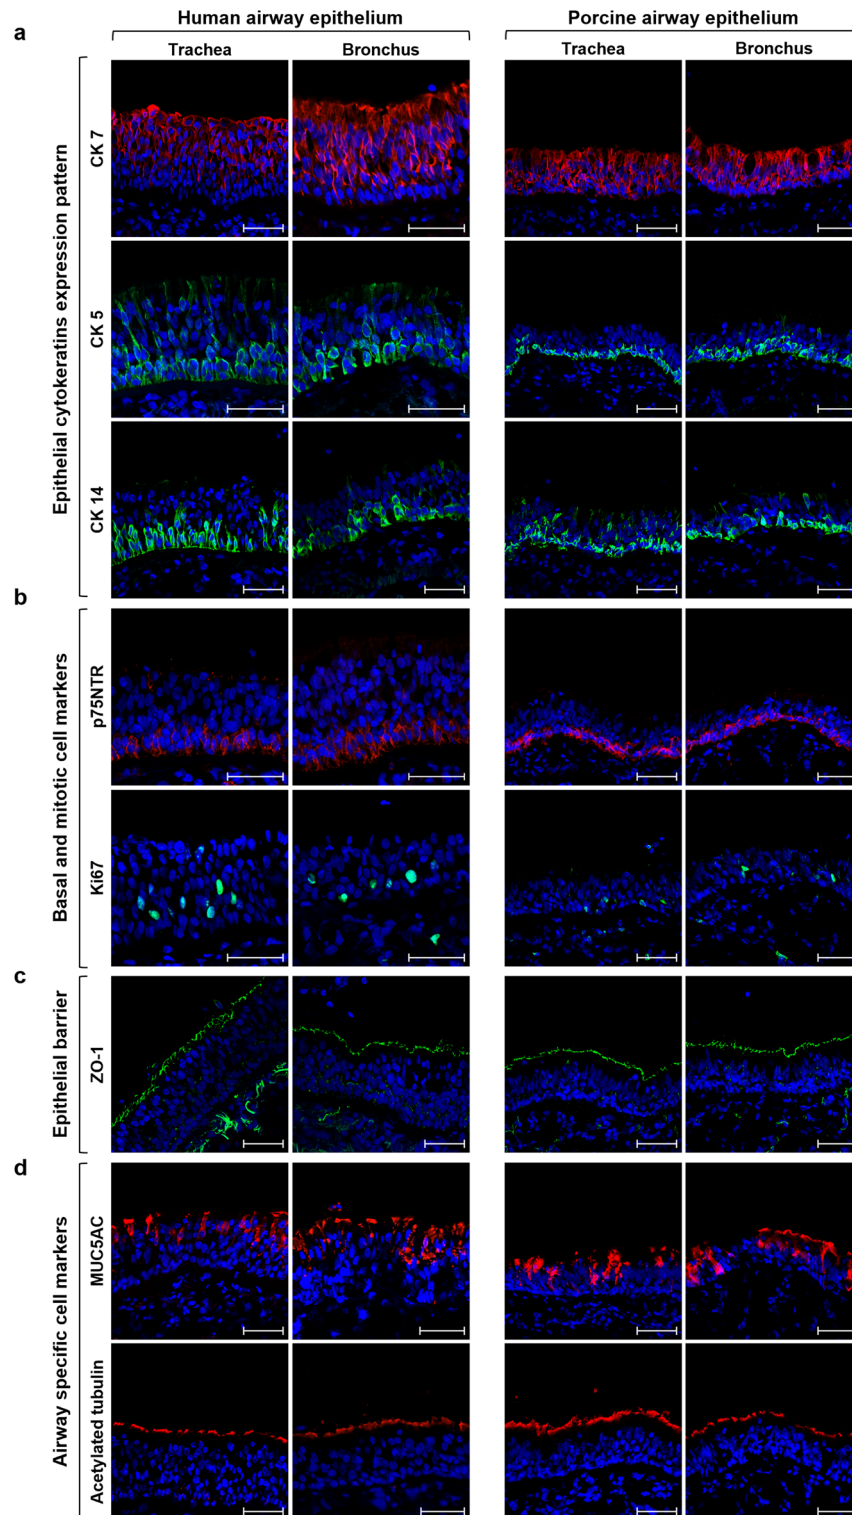 Human airway epithelium
Porcine airway epithelium
a
Trachea
Bronchus
Trachea
Bronchus
Epithelial cytokeratins expression pattern
CK 7
CK 5
CK 14
b
Basal and mitotic cell markers
p75NTR
Ki67
c
Epithelial barrier
ZO-1
d
Airway specific cell markers
MUC5AC
Acetylated tubulin